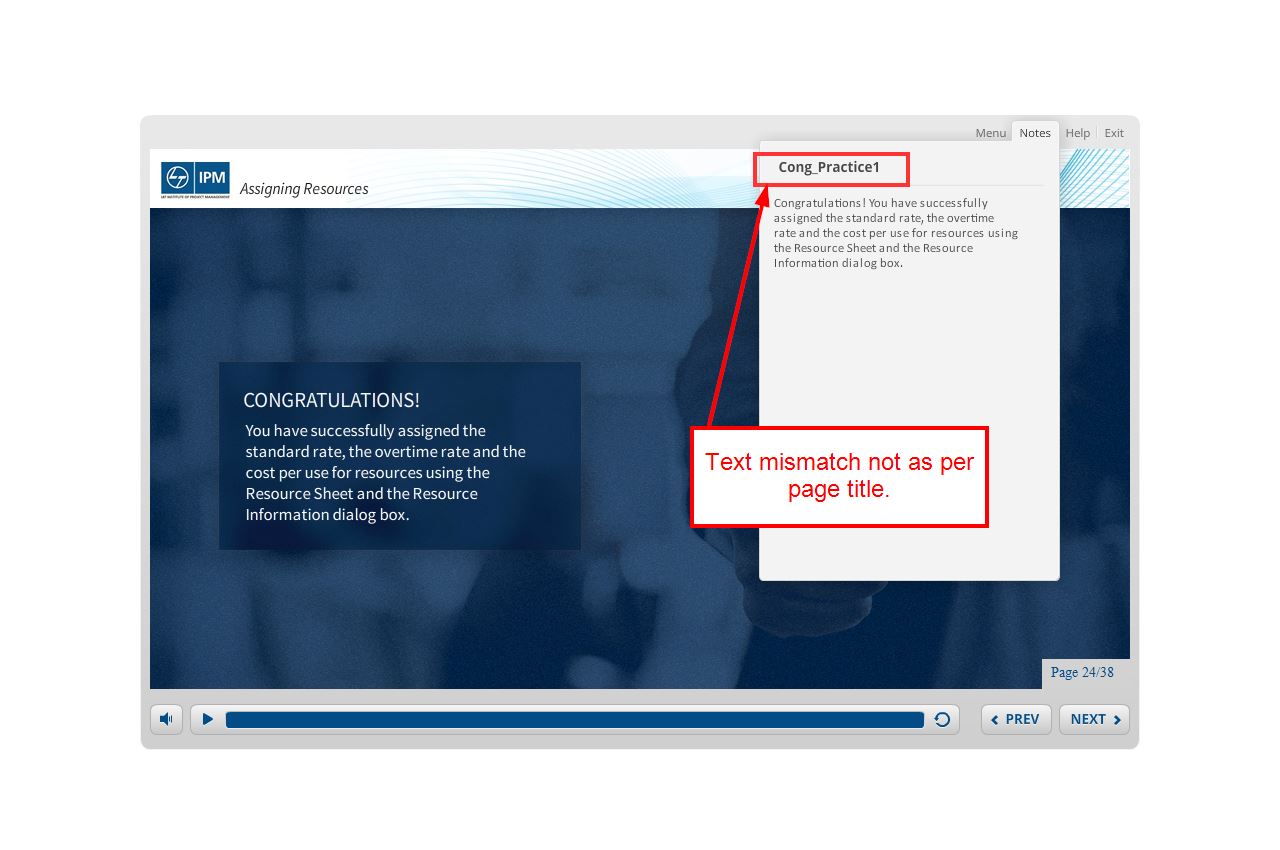 Menu Notes Help Exit
IPM
L&T INSTITUTE OF PROJECT MANAGEMENT
Assigning Resources
Cong_Practice1
Congratulations! You have successfully
assigned the standard rate, the overtime
rate and the cost per use for resources using
the Resource Sheet and the Resource
Information dialog box.
CONGRATULATIONS!
You have successfully assigned the
standard rate, the overtime rate and the
cost per use for resources using the
Resource Sheet and the Resource
Information dialog box.
Text mismatch not as per
page title.
Page 24/38
PREV NEXT